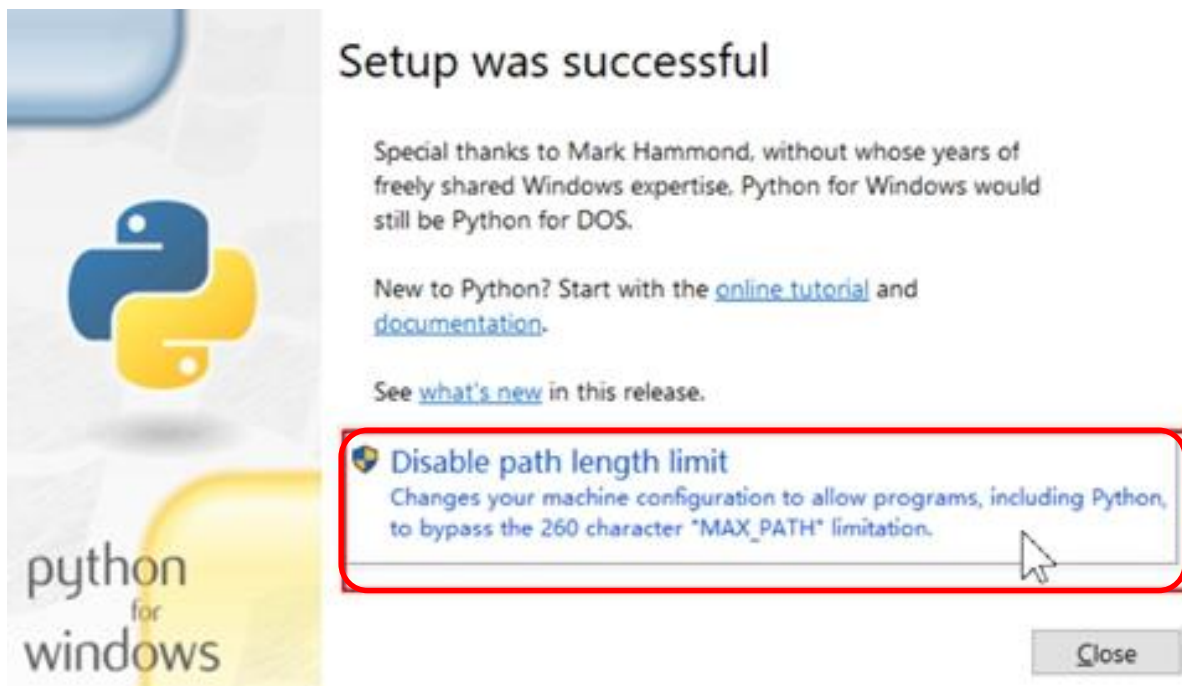 Setup was successful
Special thanks to Mark Hammond, without whose years of
freely shared Windows expertise, Python for Windows would
still be Python for DOS.
New to Python? Start with the online tutorial and
documentation.
See what's new in this release.
Disable path length limit
Changes your machine configuration to allow programs, including Python,
to bypass the 260 character "MAX_PATH" limitation.
python
for
windows
Close